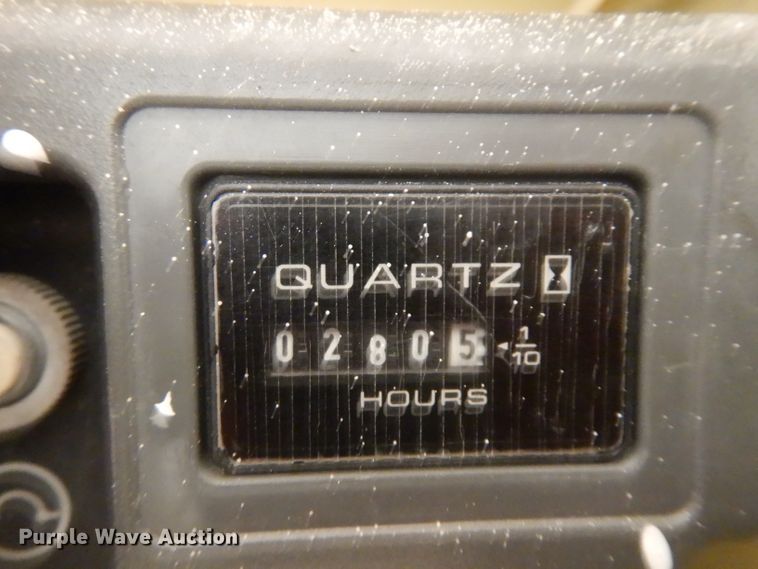 QUARTZ
0 2 8 0 5 1/10
HOURS
Purple Wave Auction